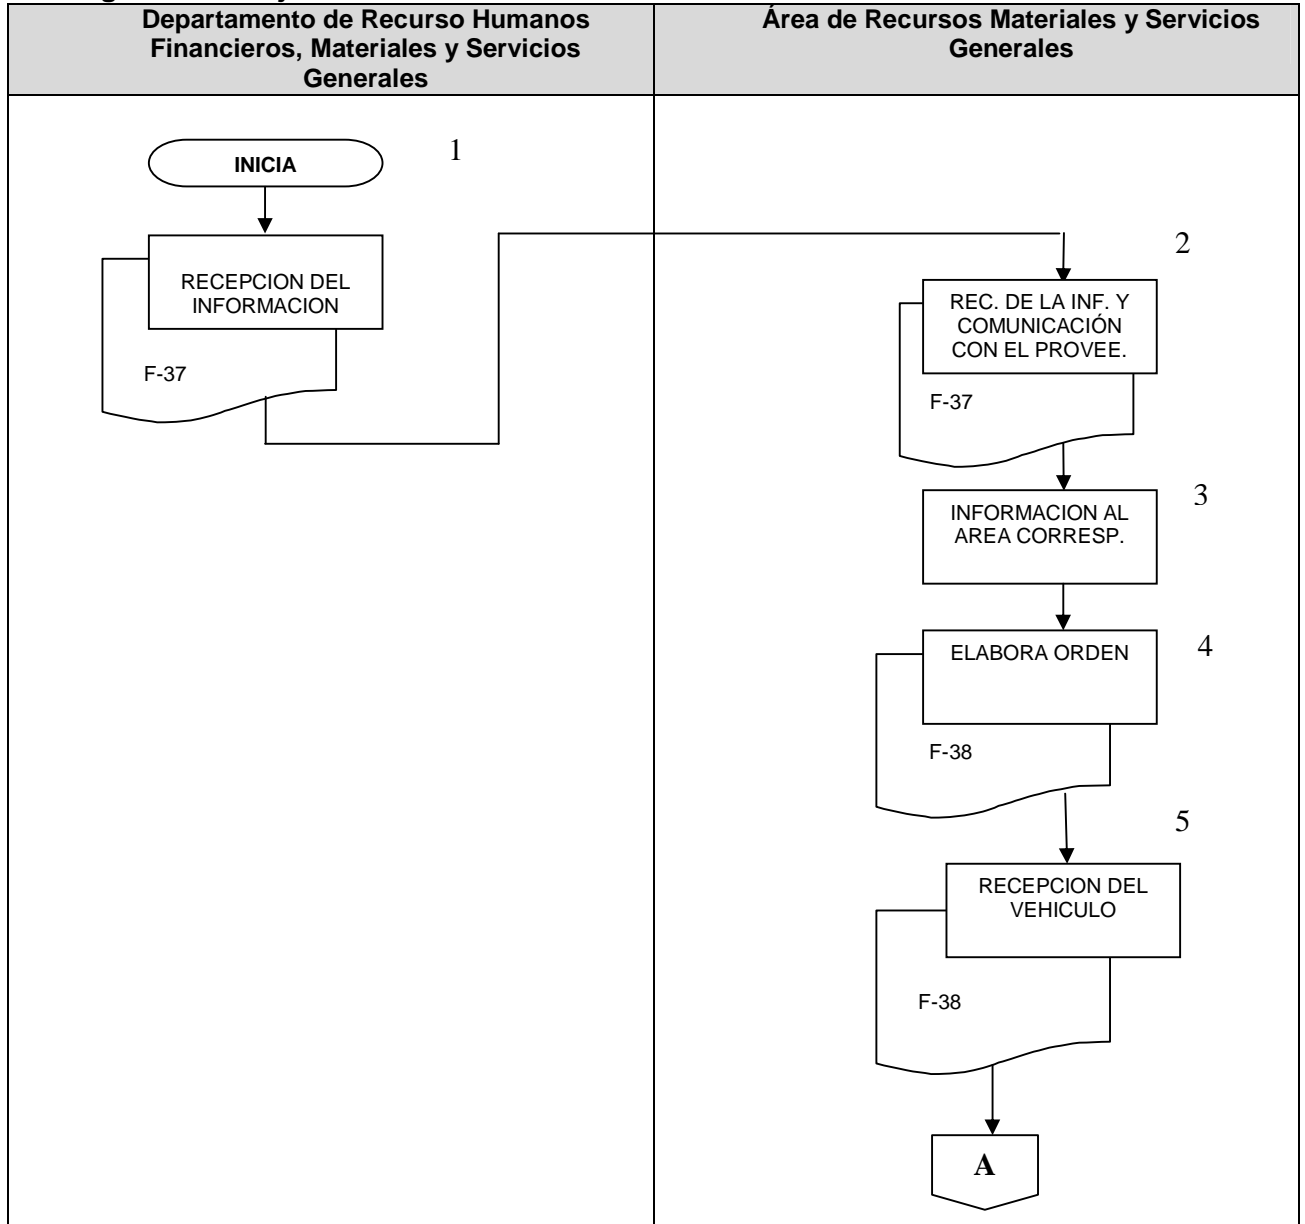 Departamento de Recurso Humanos
Financieros, Materiales y Servicios
Generales
Área de Recursos Materiales y Servicios
Generales
INICIA
1
RECEPCION DEL
INFORMACION
F-37
2
REC. DE LA INF. Y
COMUNICACIÓN
CON EL PROVEE.
F-37
3
INFORMACION AL
AREA CORRESP.
4
ELABORA ORDEN
F-38
5
RECEPCION DEL
VEHICULO
F-38
A